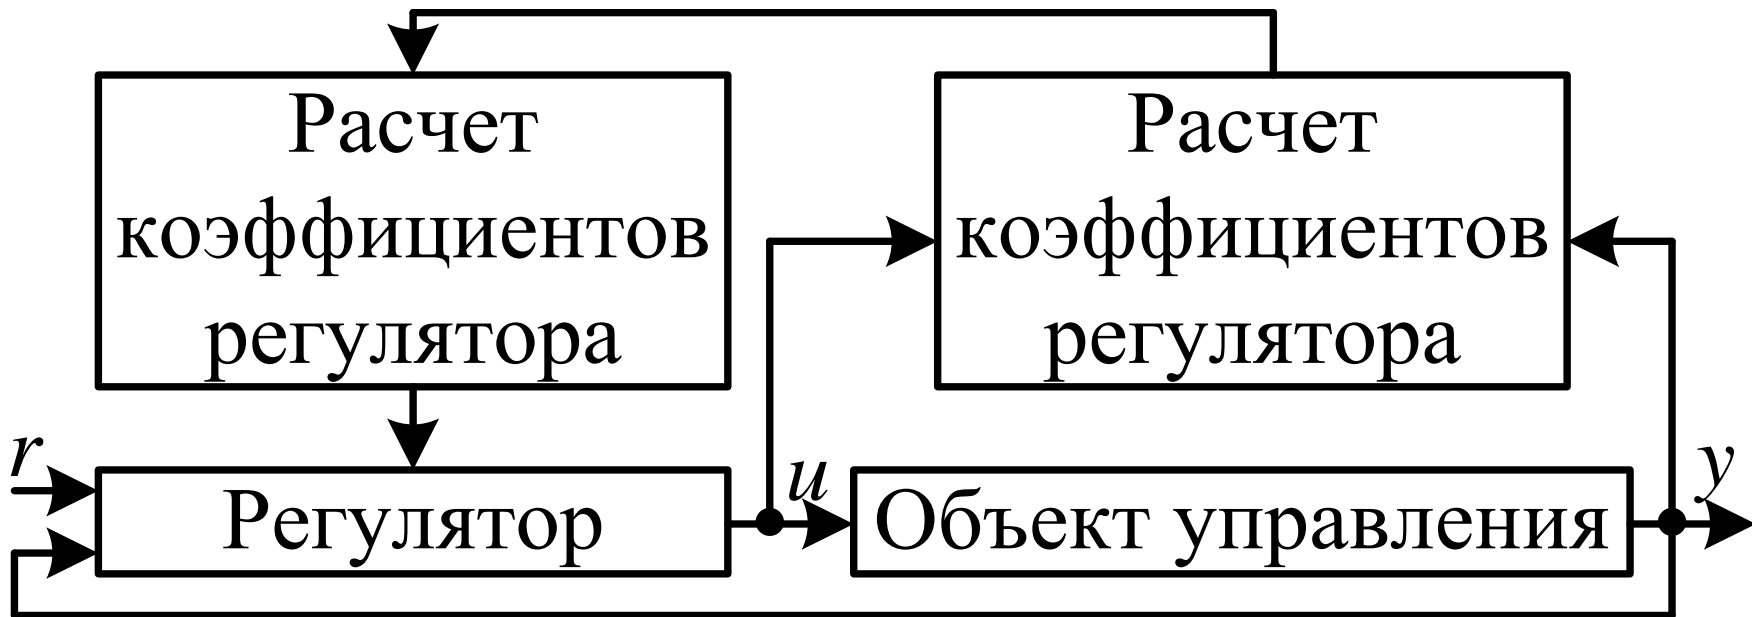 Расчет
коэффициентов
регулятора
Расчет
коэффициентов
регулятора
r
Регулятор
u
Объект управления
y